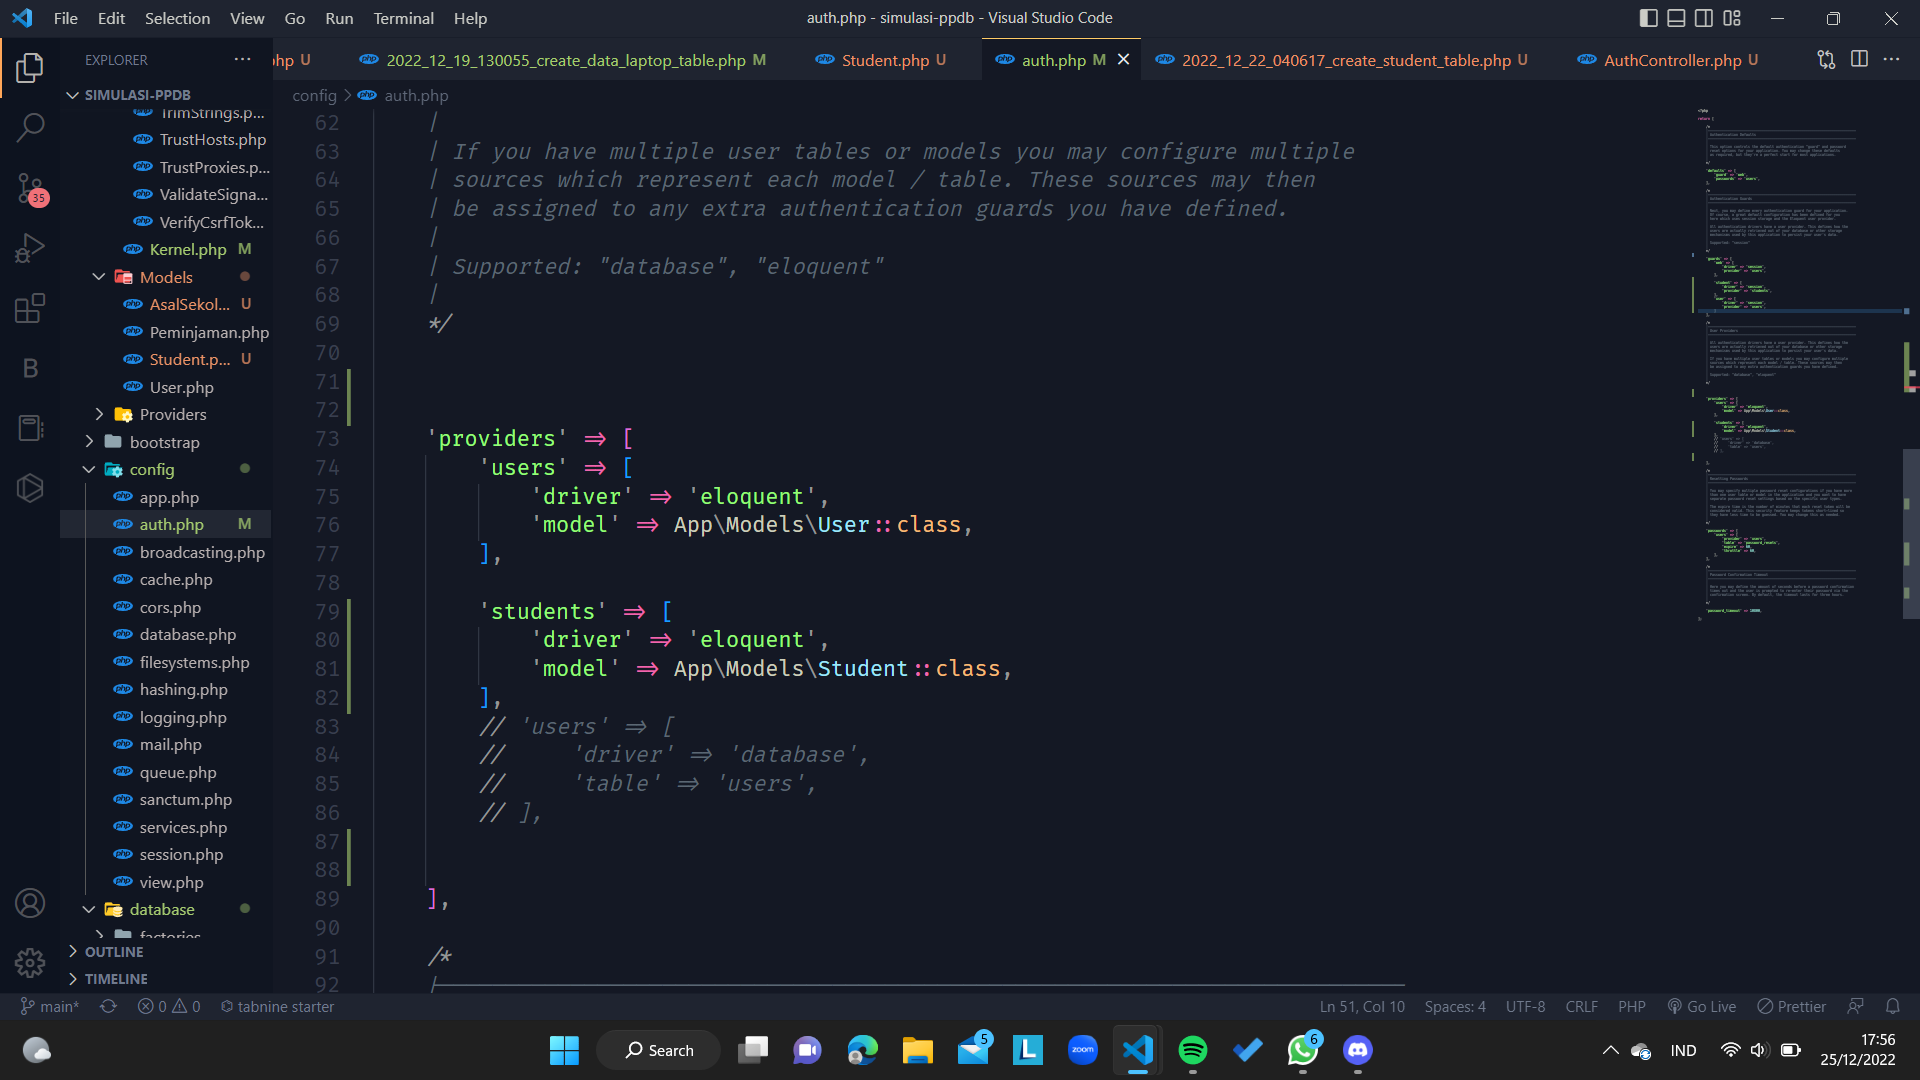 File Edit Selection View Go Run Terminal Help
auth.php - simulasi-ppdb - Visual Studio Code
EXPLORER
hp U
2022_12_19_130055_create_data_laptop_table.php M
Student.php U
auth.php M
2022_12_22_040617_create_student_table.php U
AuthController.php U
SIMULASI-PPDB
TrimStrings.p...
TrustHosts.php
TrustProxies.p...
ValidateSigna...
VerifyCsrfTok...
Kernel.php M
Models
AsalSekol... U
Peminjaman.php
Student.p... U
User.php
Providers
bootstrap
config
app.php
auth.php M
broadcasting.php
cache.php
cors.php
database.php
filesystems.php
hashing.php
logging.php
mail.php
queue.php
sanctum.php
services.php
session.php
view.php
database
factories
OUTLINE
TIMELINE
35
B
config > auth.php
62 |
63 | If you have multiple user tables or models you may configure multiple
64 | sources which represent each model / table. These sources may then
65 | be assigned to any extra authentication guards you have defined.
66 |
67 | Supported: "database", "eloquent"
68 |
69 */
70
71
72
73 'providers' => [
74 'users' => [
75 'driver' => 'eloquent',
76 'model' => App\Models\User::class,
77 ],
78
79 'students' => [
80 'driver' => 'eloquent',
81 'model' => App\Models\Student::class,
82 ],
83 // 'users' => [
84 // 'driver' => 'database',
85 // 'table' => 'users',
86 // ],
87
88
89 ],
90
91 /*
92
main* 0 0 tabnine starter
Ln 51, Col 10 Spaces: 4 UTF-8 CRLF PHP Go Live Prettier
Search
zoom
L
5
6
IND
17:56
25/12/2022